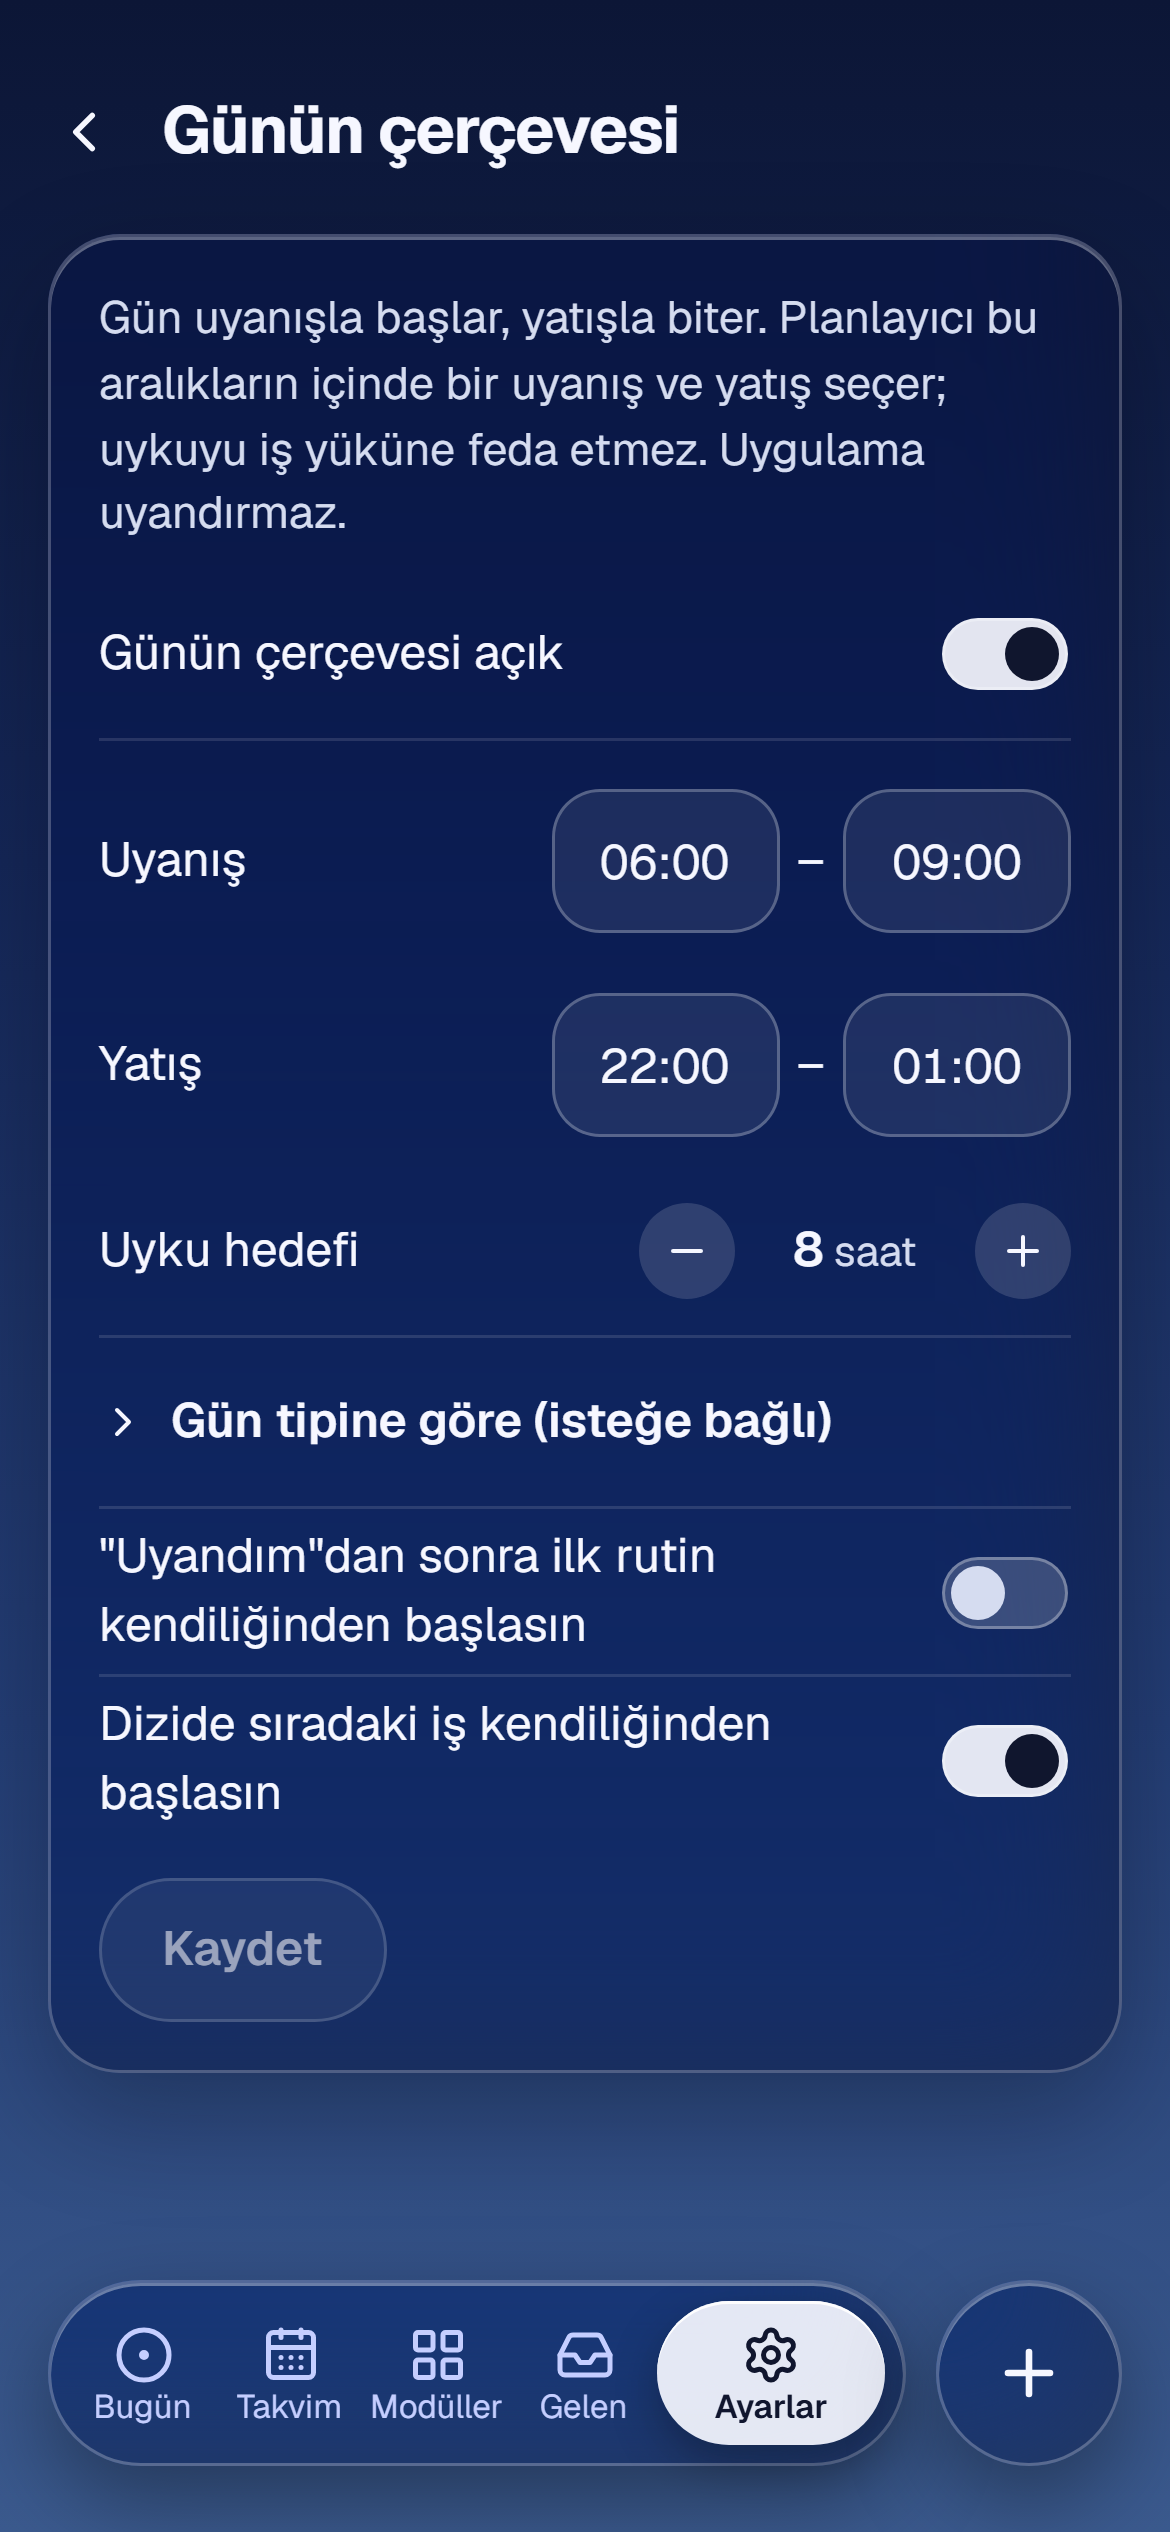 Günün çerçevesi
Gün uyanışla başlar, yatışla biter. Planlayıcı bu
aralıkların içinde bir uyanış ve yatış seçer;
uykuyu iş yüküne feda etmez. Uygulama
uyandırmaz.
Günün çerçevesi açık
Uyanış 06:00 – 09:00
Yatış 22:00 – 01:00
Uyku hedefi 8 saat
Gün tipine göre (isteğe bağlı)
"Uyandım"dan sonra ilk rutin
kendiliğinden başlasın
Dizide sıradaki iş kendiliğinden
başlasın
Kaydet
Bugün Takvim Modüller Gelen Ayarlar